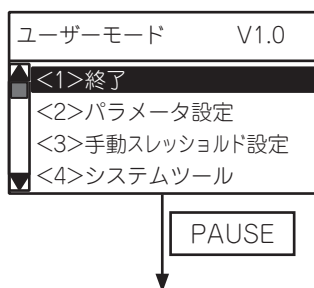 ユーザーモード V1.0
<1>終了
<2>パラメータ設定
<3>手動スレッショルド設定
<4>システムツール
PAUSE